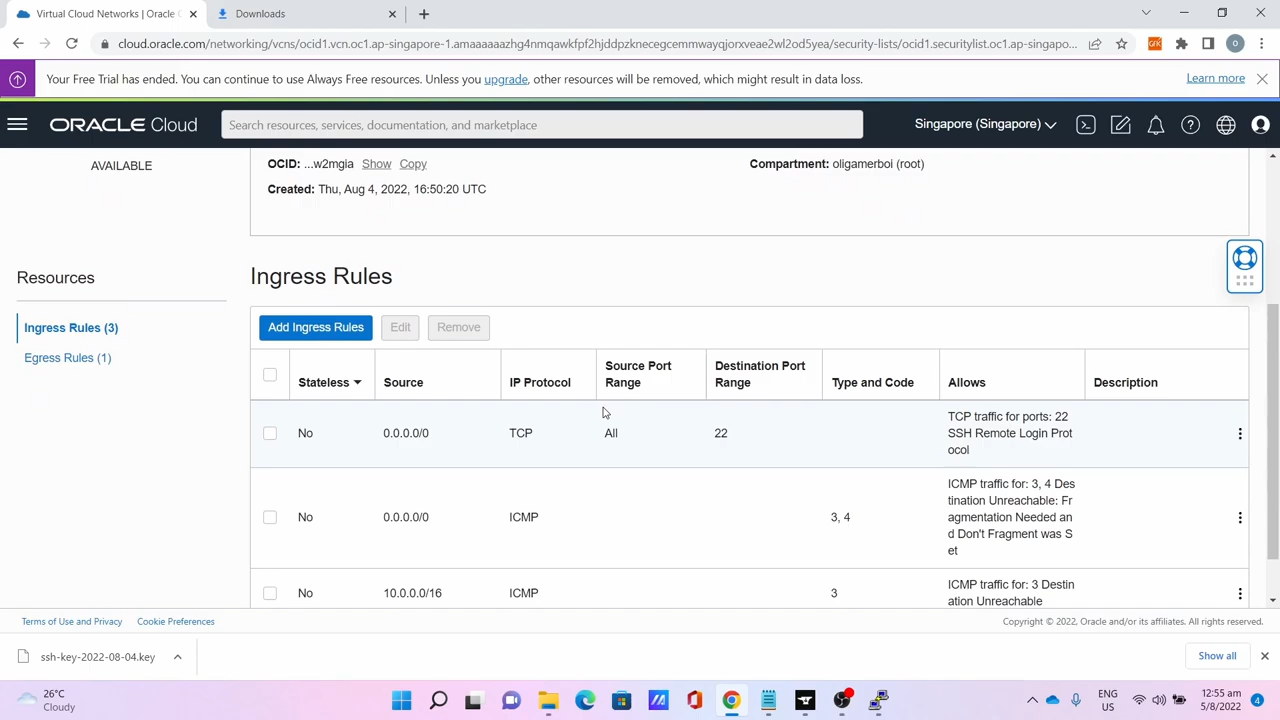 Virtual Cloud Networks | Oracle C
Downloads
cloud.oracle.com/networking/vcns/ocid1.vcn.oc1.ap-singapore-1.
Your Free Trial has ended. You can continue to use Always Free resources. Unless you upgrade, other resources will be removed, which might result in data loss.
Learn more
ORACLE Cloud
Search resources, services, documentation, and marketplace
Singapore (Singapore)
AVAILABLE
OCID: ...w2mgia Show Copy
Compartment: oligamerboi (root)
Created: Thu, Aug 4, 2022, 16:50:20 UTC
Resources
Ingress Rules (3)
Egress Rules (1)
Ingress Rules
Add Ingress Rules
Edit
Remove
Stateless
Source
IP Protocol
Source Port
Range
Destination Port
Range
Type and Code
Allows
Description
No
0.0.0.0/0
TCP
All
22
TCP traffic for ports: 22
SSH Remote Login Prot
ocol
No
0.0.0.0/0
ICMP
3, 4
ICMP traffic for: 3, 4 Des
tination Unreachable: Fr
agmentation Needed an
d Don't Fragment was S
et
No
10.0.0.0/16
ICMP
3
ICMP traffic for: 3 Destin
ation Unreachable
Terms of Use and Privacy
Cookie Preferences
Copyright © 2022, Oracle and/or its affiliates. All rights reserved.
ssh-key-2022-08-04.key
Show all
26°C
Cloudy
ENG
US
12:55 am
5/8/2022
4